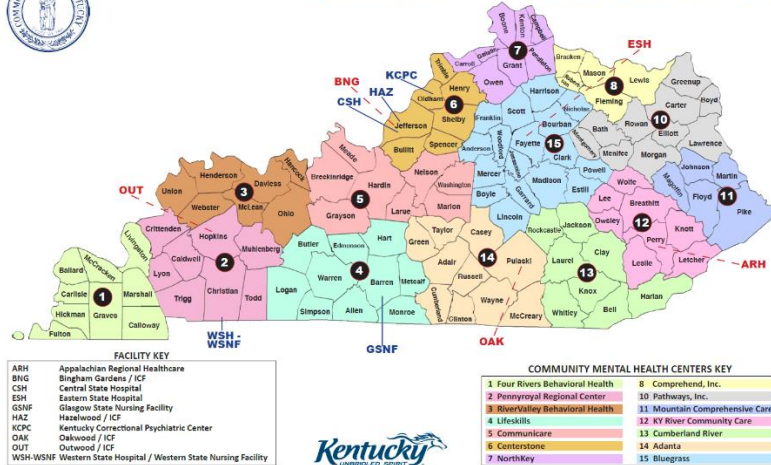 COMMO
KENTUCKY
Boone
Kenton
Campbell
Gallatin
Carroll
Grant
Pendleton
Owen
7
ESH
Bracken
Mason
Lewis
Robertson
Fleming
8
Greenup
Carter
Boyd
Rowan
Elliott
Bath
Lawrence
Menifee
Morgan
10
KCPC
BNG
HAZ
CSH
Trimble
Henry
Oldham
Shelby
Jefferson
Bullitt
Spencer
6
Harrison
Scott
Nicholas
Franklin
Bourbon
Woodford
Fayette
Montgomery
Anderson
Clark
Jessamine
Powell
Mercer
Madison
Estill
Boyle
Garrard
Lincoln
15
Johnson
Martin
Magoffin
Floyd
Pike
11
Wolfe
Lee
Breathitt
Owsley
Knott
Perry
Leslie
Letcher
12
ARH
Meade
Breckinridge
Hardin
Nelson
Washington
Marion
Larue
Grayson
5
Hancock
Henderson
Daviess
Union
Webster
McLean
Ohio
3
OUT
Crittenden
Hopkins
Muhlenberg
Caldwell
Lyon
Trigg
Christian
Todd
2
WSH -
WSNF
Livingston
McCracken
Ballard
Carlisle
Marshall
Graves
Hickman
Calloway
Fulton
1
Butler
Edmonson
Hart
Warren
Barren
Metcalf
Logan
Simpson
Allen
Monroe
4
GSNF
Taylor
Casey
Green
Pulaski
Adair
Russell
Wayne
Cumberland
Clinton
McCreary
14
OAK
Rockcastle
Jackson
Laurel
Clay
Knox
Whitley
Bell
Harlan
13
FACILITY KEY
ARH Appalachian Regional Healthcare
BNG Bingham Gardens / ICF
CSH Central State Hospital
ESH Eastern State Hospital
GSNF Glasgow State Nursing Facility
HAZ Hazelwood / ICF
KCPC Kentucky Correctional Psychiatric Center
OAK Oakwood / ICF
OUT Outwood / ICF
WSH-WSNF Western State Hospital / Western State Nursing Facility
Kentucky
UNBRIDLED SPIRIT
COMMUNITY MENTAL HEALTH CENTERS KEY
1 Four Rivers Behavioral Health
2 Pennyroyal Regional Center
3 RiverValley Behavioral Health
4 Lifeskills
5 Communicare
6 Centerstone
7 NorthKey
8 Comprehend, Inc.
10 Pathways, Inc.
11 Mountain Comprehensive Care
12 KY River Community Care
13 Cumberland River
14 Adanta
15 Bluegrass